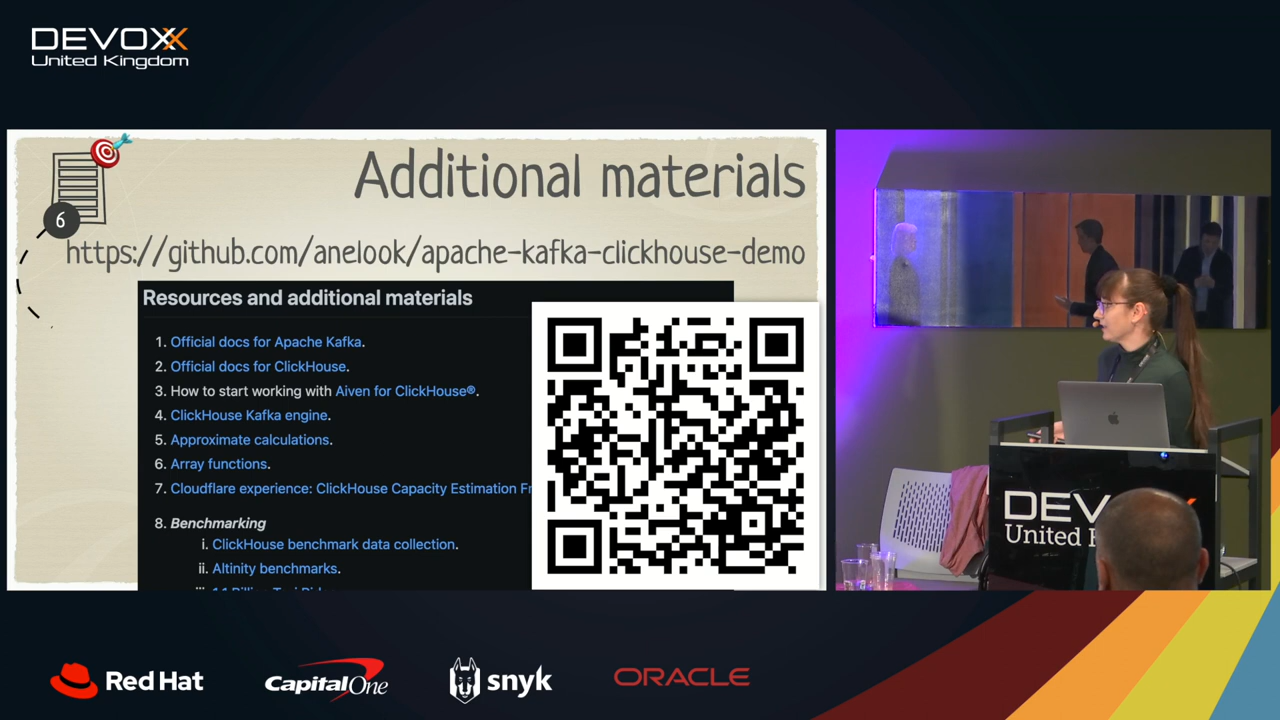 DEVOXX
United Kingdom
Additional materials
6
https://github.com/anelook/apache-kafka-clickhouse-demo
Resources and additional materials
1. Official docs for Apache Kafka.
2. Official docs for ClickHouse.
3. How to start working with Aiven for ClickHouse®.
4. ClickHouse Kafka engine.
5. Approximate calculations.
6. Array functions.
7. Cloudflare experience: ClickHouse Capacity Estimation Fr
8. Benchmarking
i. ClickHouse benchmark data collection.
ii. Altinity benchmarks.
DEV X
United K
Red Hat
CapitalOne
snyk
ORACLE